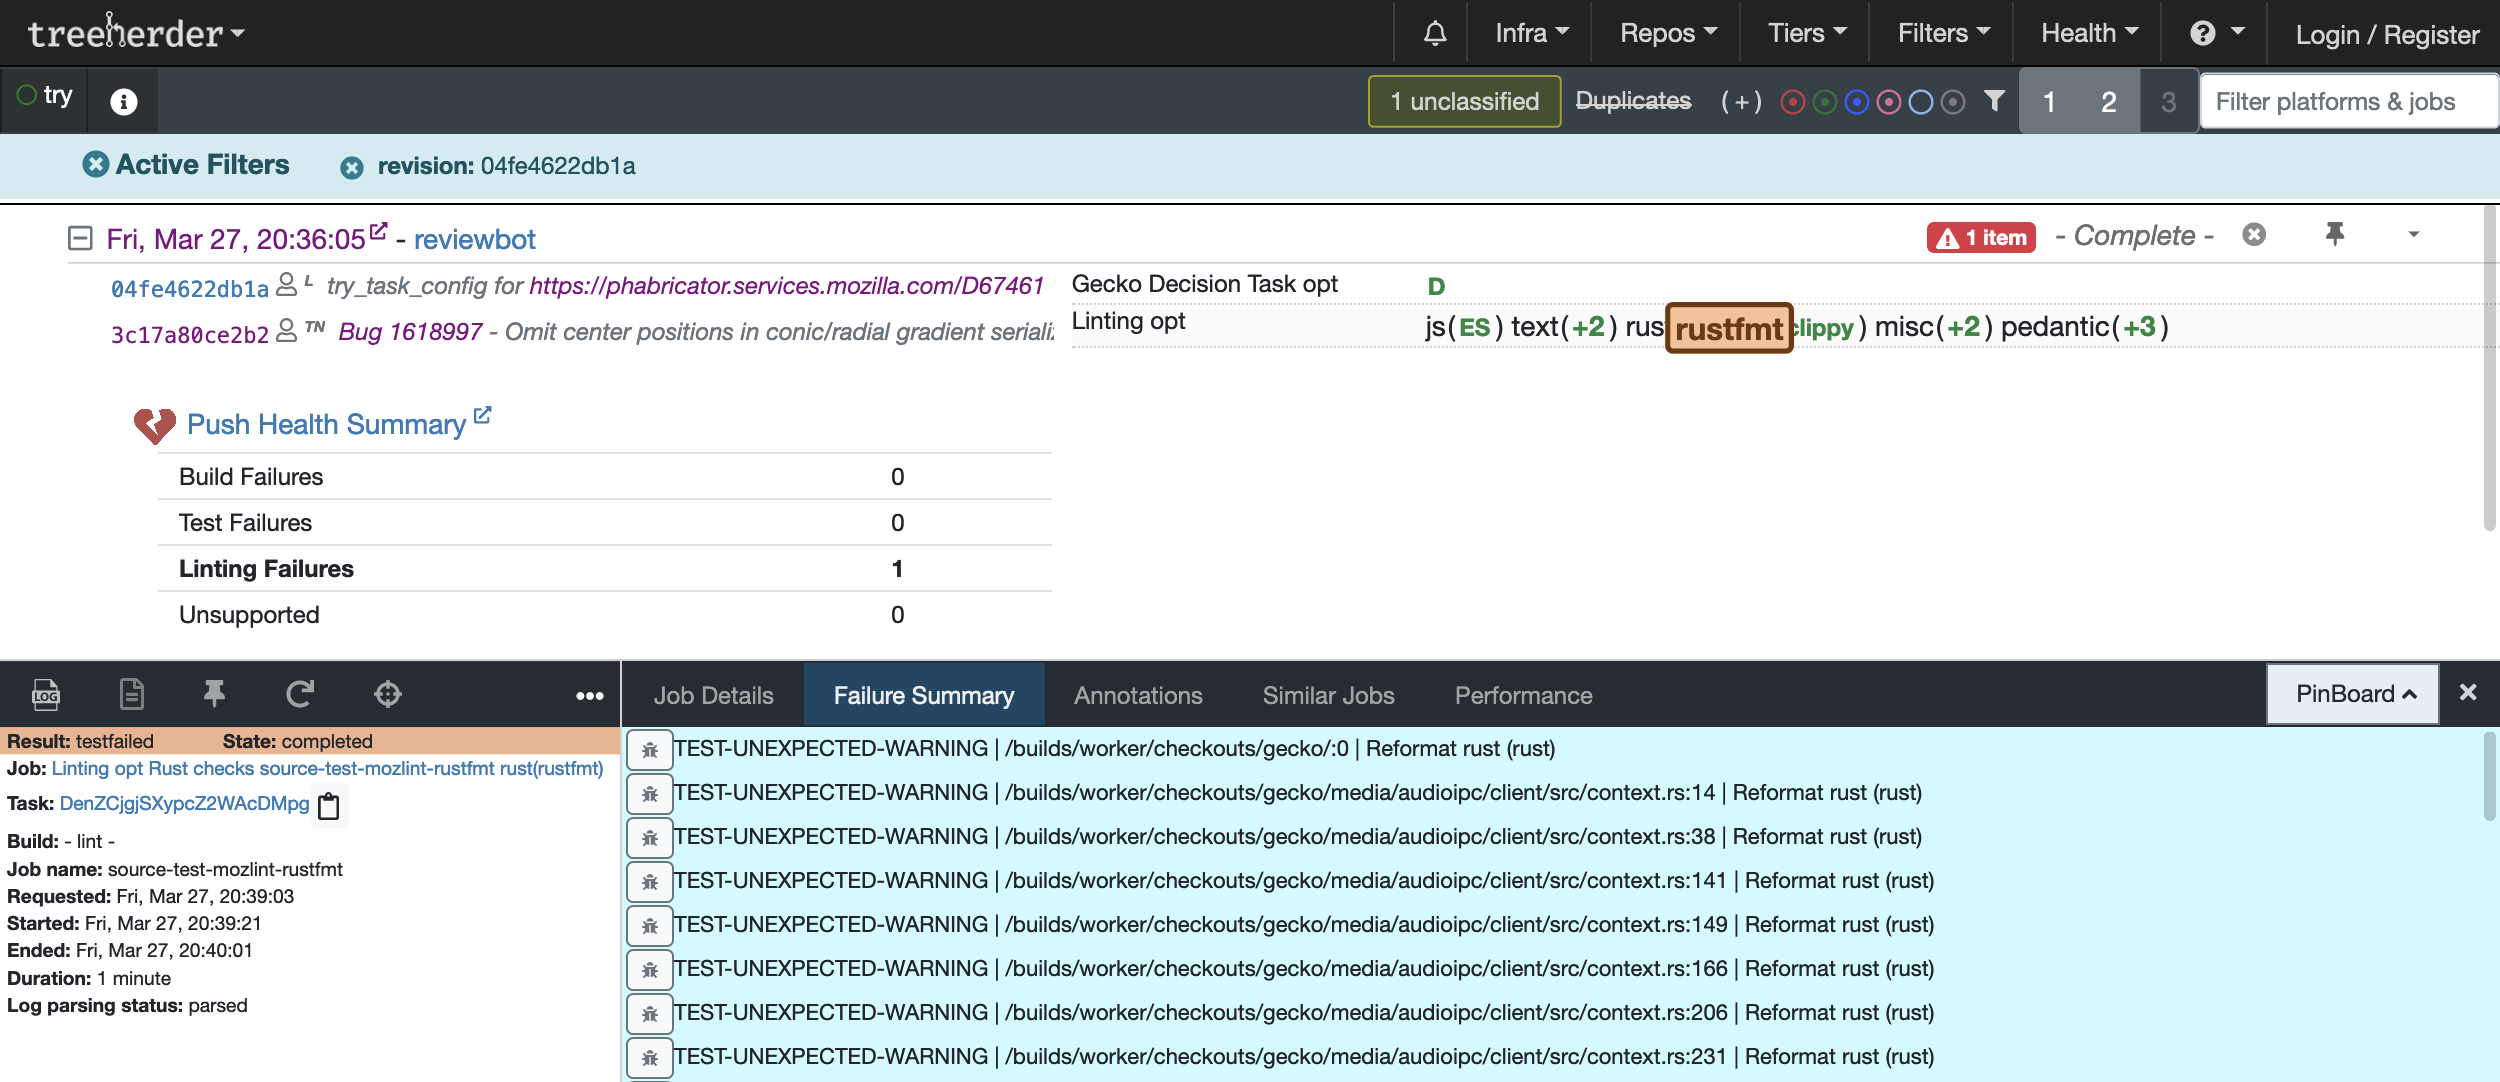 treeherder
Infra Repos Tiers Filters Health ? Login / Register
try
1 unclassified Duplicates (+) 1 2 3 Filter platforms & jobs
Active Filters revision: 04fe4622db1a
Fri, Mar 27, 20:36:05 - reviewbot 1 item - Complete -
04fe4622db1a L try_task_config for https://phabricator.services.mozilla.com/D67461
3c17a80ce2b2 TN Bug 1618997 - Omit center positions in conic/radial gradient seriali
Gecko Decision Task opt D
Linting opt js(ES) text(+2) rus rustfmt clippy) misc(+2) pedantic(+3)
Push Health Summary
Build Failures 0
Test Failures 0
Linting Failures 1
Unsupported 0
LOG
Job Details Failure Summary Annotations Similar Jobs Performance PinBoard
Result: testfailed State: completed
Job: Linting opt Rust checks source-test-mozlint-rustfmt rust(rustfmt)
Task: DenZCjgjSXypcZ2WAcDMpg
Build: - lint -
Job name: source-test-mozlint-rustfmt
Requested: Fri, Mar 27, 20:39:03
Started: Fri, Mar 27, 20:39:21
Ended: Fri, Mar 27, 20:40:01
Duration: 1 minute
Log parsing status: parsed
TEST-UNEXPECTED-WARNING | /builds/worker/checkouts/gecko/:0 | Reformat rust (rust)
TEST-UNEXPECTED-WARNING | /builds/worker/checkouts/gecko/media/audioipc/client/src/context.rs:14 | Reformat rust (rust)
TEST-UNEXPECTED-WARNING | /builds/worker/checkouts/gecko/media/audioipc/client/src/context.rs:38 | Reformat rust (rust)
TEST-UNEXPECTED-WARNING | /builds/worker/checkouts/gecko/media/audioipc/client/src/context.rs:141 | Reformat rust (rust)
TEST-UNEXPECTED-WARNING | /builds/worker/checkouts/gecko/media/audioipc/client/src/context.rs:149 | Reformat rust (rust)
TEST-UNEXPECTED-WARNING | /builds/worker/checkouts/gecko/media/audioipc/client/src/context.rs:166 | Reformat rust (rust)
TEST-UNEXPECTED-WARNING | /builds/worker/checkouts/gecko/media/audioipc/client/src/context.rs:206 | Reformat rust (rust)
TEST-UNEXPECTED-WARNING | /builds/worker/checkouts/gecko/media/audioipc/client/src/context.rs:231 | Reformat rust (rust)